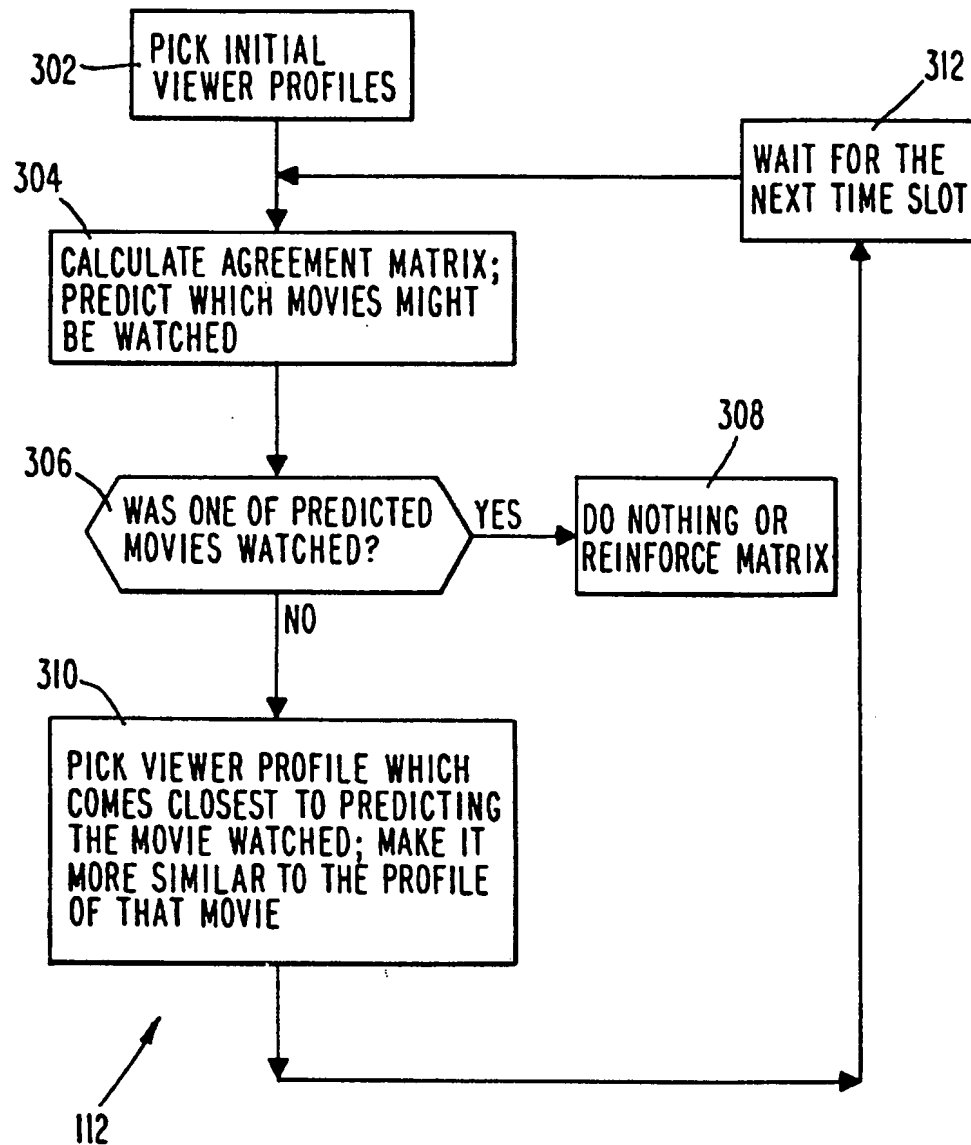 302
PICK INITIAL
VIEWER PROFILES
312
WAIT FOR THE
NEXT TIME SLOT
304
CALCULATE AGREEMENT MATRIX;
PREDICT WHICH MOVIES MIGHT
BE WATCHED
306
WAS ONE OF PREDICTED
MOVIES WATCHED?
YES
308
DO NOTHING OR
REINFORCE MATRIX
NO
310
PICK VIEWER PROFILE WHICH
COMES CLOSEST TO PREDICTING
THE MOVIE WATCHED; MAKE IT
MORE SIMILAR TO THE PROFILE
OF THAT MOVIE
112